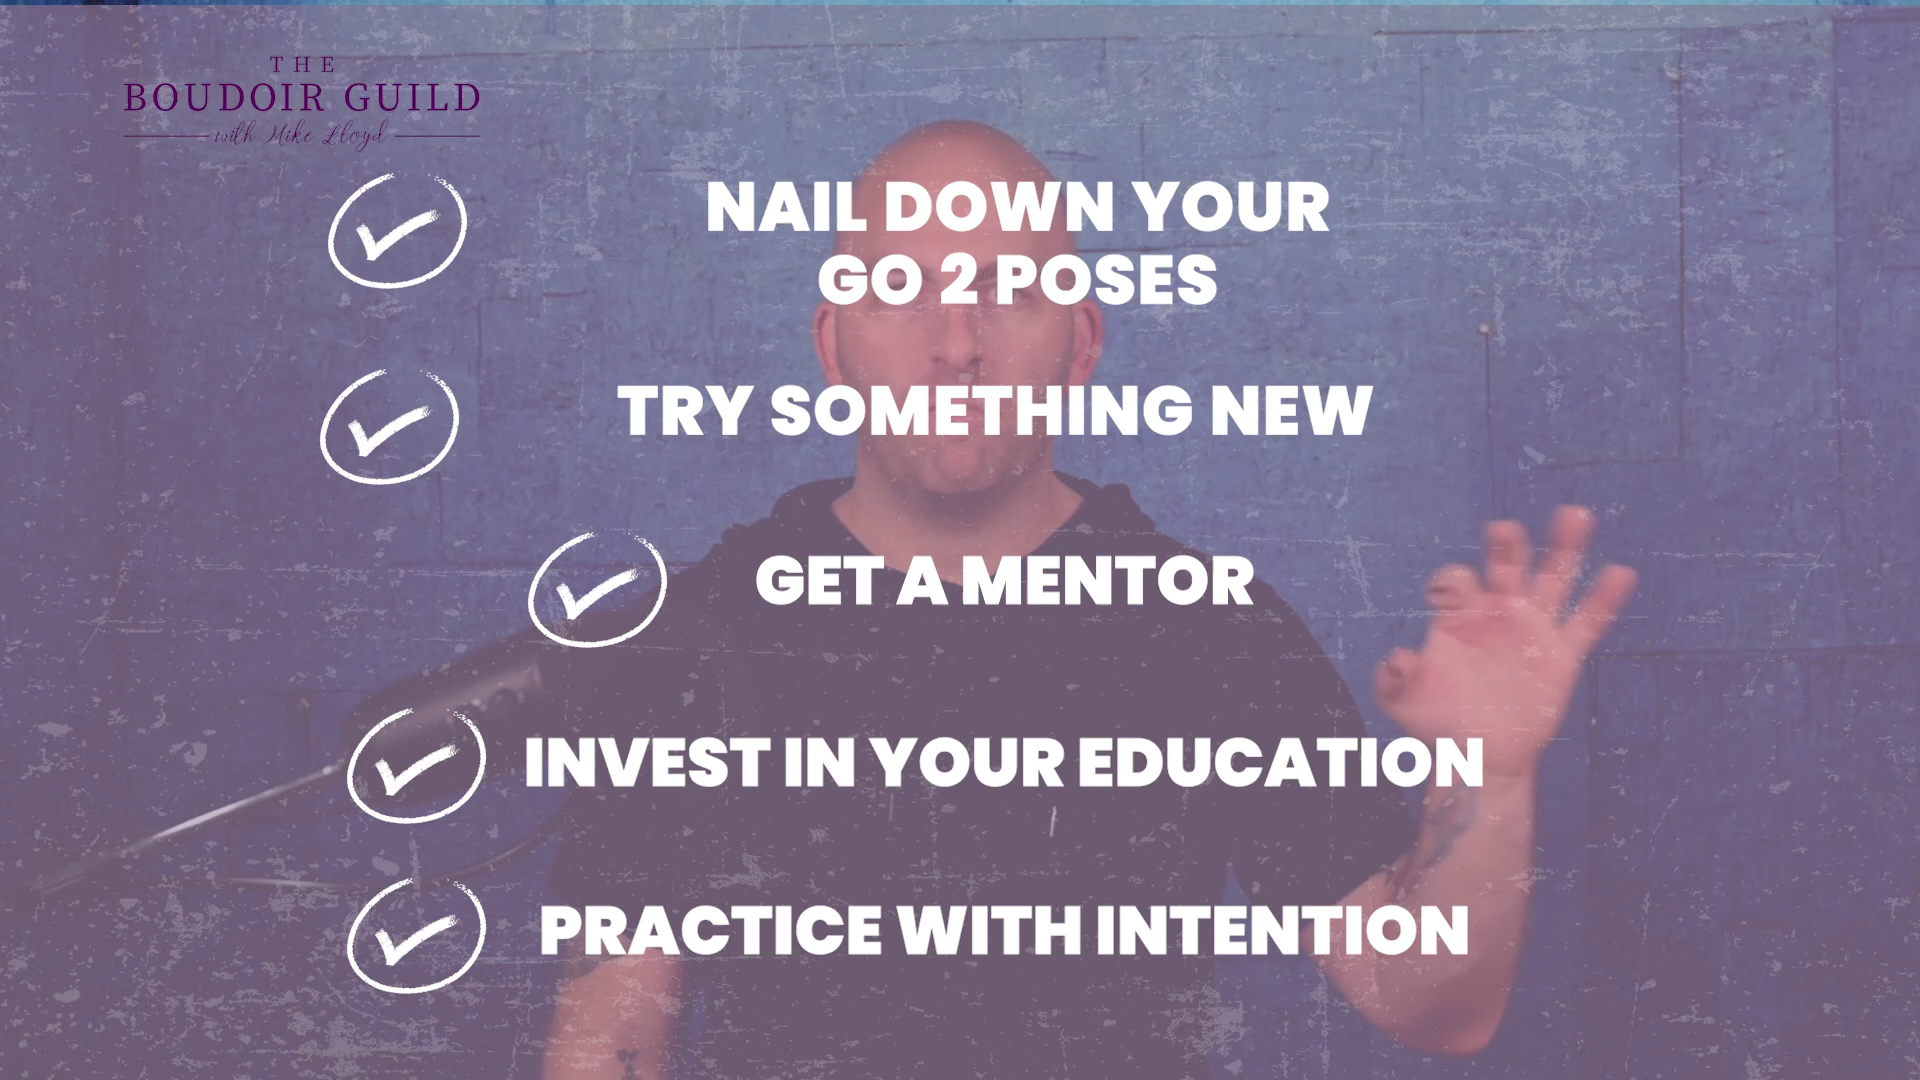 THE
BOUDOIR GUILD
with Mike Lloyd
NAIL DOWN YOUR
GO 2 POSES
TRY SOMETHING NEW
GET A MENTOR
INVEST IN YOUR EDUCATION
PRACTICE WITH INTENTION